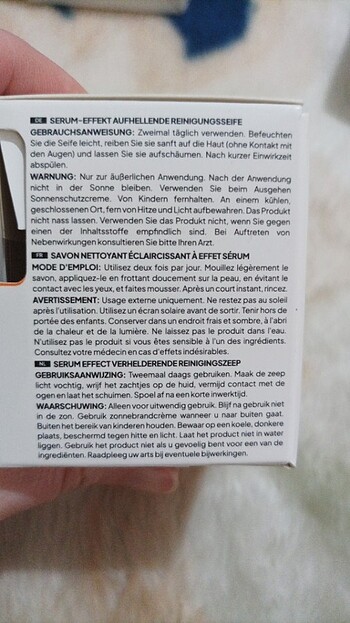 DE SERUM-EFFEKT AUFHELLENDE REINIGUNGSSEIFE
GEBRAUCHSANWEISUNG: Zweimal täglich verwenden. Befeuchten
Sie die Seife leicht, reiben Sie sie sanft auf die Haut (ohne Kontakt mit
den Augen) und lassen Sie sie aufschäumen. Nach kurzer Einwirkzeit
abspülen.
WARNUNG: Nur zur äußerlichen Anwendung. Nach der Anwendung
nicht in der Sonne bleiben. Verwenden Sie beim Ausgehen
Sonnenschutzcreme. Von Kindern fernhalten. An einem kühlen,
geschlossenen Ort, fern von Hitze und Licht aufbewahren. Das Produkt
nicht nass lassen. Verwenden Sie das Produkt nicht, wenn Sie gegen
einen der Inhaltsstoffe empfindlich sind. Bei Auftreten von
Nebenwirkungen konsultieren Sie bitte Ihren Arzt.
FR SAVON NETTOYANT ÉCLAIRCISSANT À EFFET SÉRUM
MODE D'EMPLOI: Utilisez deux fois par jour. Mouillez légèrement le
savon, appliquez-le en frottant doucement sur la peau, en évitant le
contact avec les yeux, et faites mousser. Après un court instant, rincez.
AVERTISSEMENT: Usage externe uniquement. Ne restez pas au soleil
après l'utilisation. Utilisez un écran solaire avant de sortir. Tenir hors de
portée des enfants. Conserver dans un endroit frais et sombre, à l'abri
de la chaleur et de la lumière. Ne laissez pas le produit dans l'eau.
N'utilisez pas le produit si vous êtes sensible à l'un des ingrédients.
Consultez votre médecin en cas d'effets indésirables.
NL SERUM EFFECT VERHELDERENDE REINIGINGSZEEP
GEBRUIKSAANWIJZING: Tweemaal daags gebruiken. Maak de zeep
licht vochtig, wrijf het zachtjes op de huid, vermijd contact met de
ogen en laat het schuimen. Spoel af na een korte inwerktijd.
WAARSCHUWING: Alleen voor uitwendig gebruik. Blijf na gebruik niet
in de zon. Gebruik zonnebrandcrème wanneer u naar buiten gaat.
Buiten het bereik van kinderen houden. Bewaar op een koele, donkere
plaats, beschermd tegen hitte en licht. Laat het product niet in water
liggen. Gebruik het product niet als u gevoelig bent voor een van de
ingrediënten. Raadpleeg uw arts bij eventuele bijwerkingen.